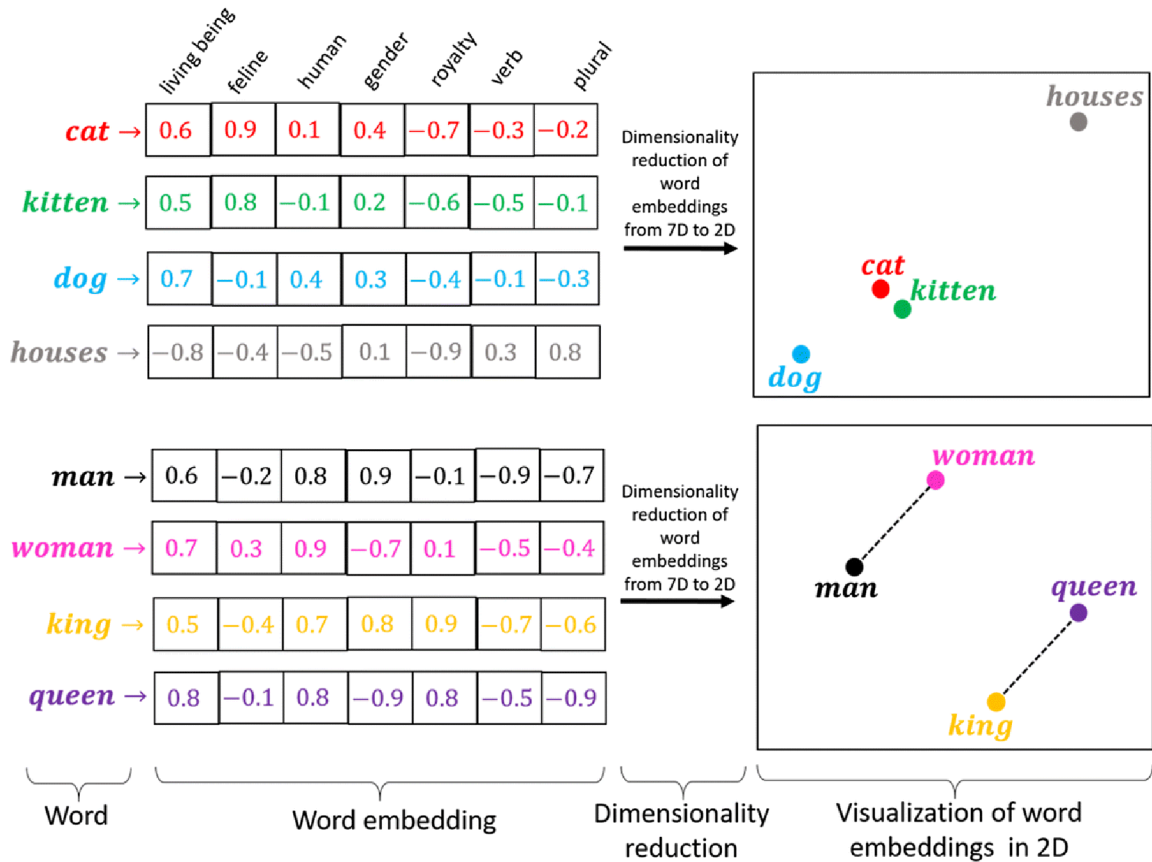 living being feline human gender royalty verb plural
cat → 0.6 0.9 0.1 0.4 −0.7 −0.3 −0.2
kitten → 0.5 0.8 −0.1 0.2 −0.6 −0.5 −0.1
dog → 0.7 −0.1 0.4 0.3 −0.4 −0.1 −0.3
houses → −0.8 −0.4 −0.5 0.1 −0.9 0.3 0.8
Dimensionality
reduction of
word
embeddings
from 7D to 2D
houses
cat
kitten
dog
man → 0.6 −0.2 0.8 0.9 −0.1 −0.9 −0.7
woman → 0.7 0.3 0.9 −0.7 0.1 −0.5 −0.4
king → 0.5 −0.4 0.7 0.8 0.9 −0.7 −0.6
queen → 0.8 −0.1 0.8 −0.9 0.8 −0.5 −0.9
Dimensionality
reduction of
word
embeddings
from 7D to 2D
woman
man
queen
king
Word
Word embedding
Dimensionality
reduction
Visualization of word
embeddings in 2D